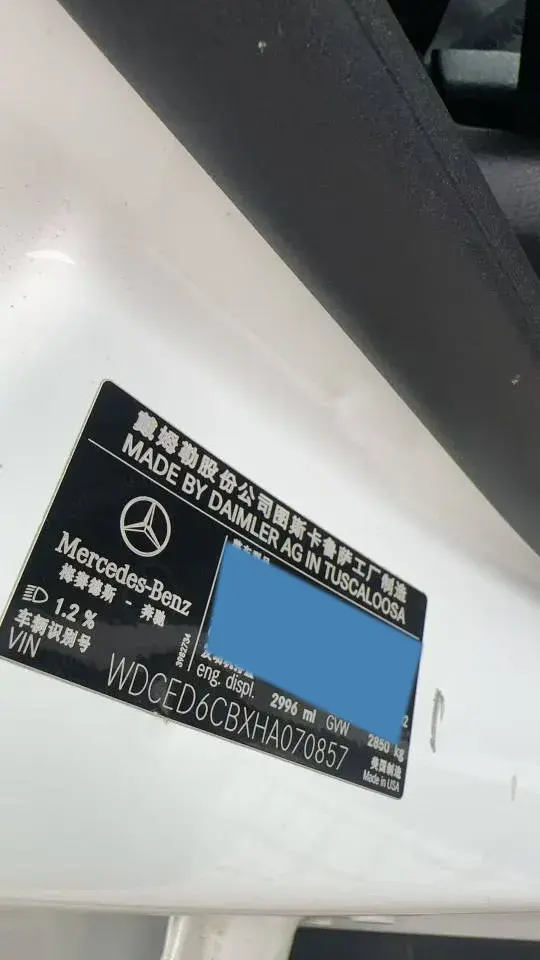 戴姆勒股份公司图斯卡鲁萨工厂制造
MADE BY DAIMLER AG IN TUSCALOOSA
Mercedes-Benz
梅赛德斯 - 奔驰
1.2 %
3982734
eng. displ. 2996 ml GVW 2850 kg
车辆识别号
VIN WDCED6CBXHA070857
美国制造
Made in USA